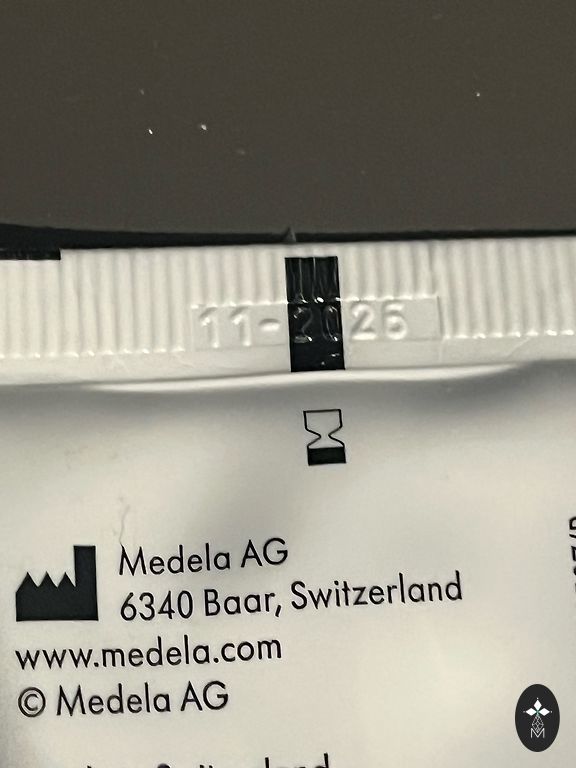 11-2026
Medela AG
6340 Baar, Switzerland
www.medela.com
© Medela AG